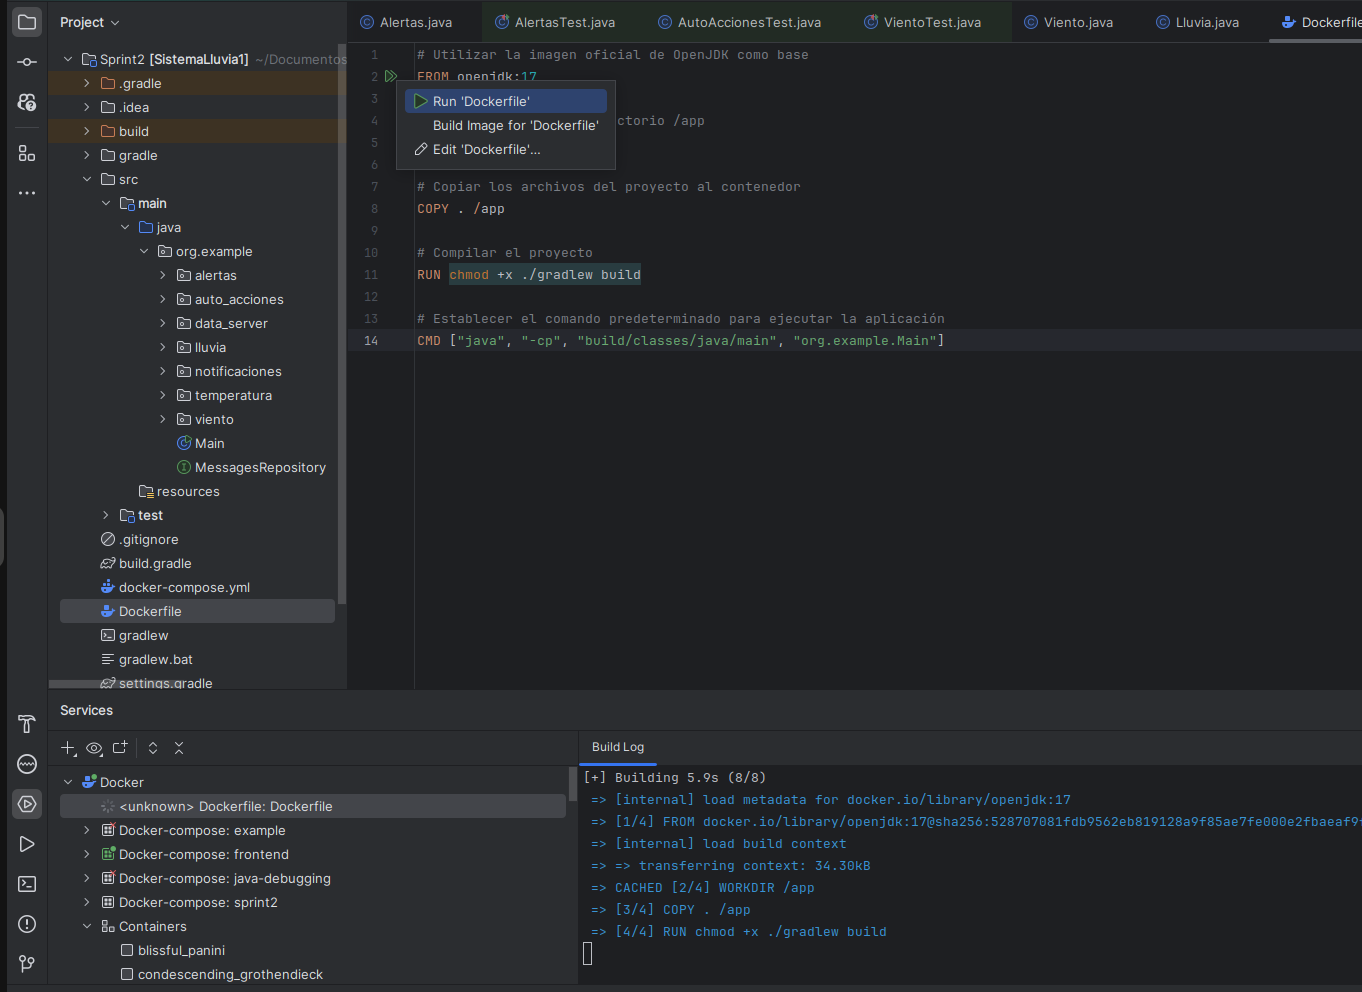 Project
Sprint2 [SistemaLluvia1] ~/Documentos
.gradle
.idea
build
gradle
src
main
java
org.example
alertas
auto_acciones
data_server
lluvia
notificaciones
temperatura
viento
Main
MessagesRepository
resources
test
.gitignore
build.gradle
docker-compose.yml
Dockerfile
gradlew
gradlew.bat
settings.gradle
Alertas.java
AlertasTest.java
AutoAccionesTest.java
VientoTest.java
Viento.java
Lluvia.java
Dockerfile
1 # Utilizar la imagen oficial de OpenJDK como base
2 FROM openjdk:17
3
4 ctorio /app
5
6
7 # Copiar los archivos del proyecto al contenedor
8 COPY . /app
9
10 # Compilar el proyecto
11 RUN chmod +x ./gradlew build
12
13 # Establecer el comando predeterminado para ejecutar la aplicación
14 CMD ["java", "-cp", "build/classes/java/main", "org.example.Main"]
Run 'Dockerfile'
Build Image for 'Dockerfile'
Edit 'Dockerfile'...
Services
Docker
<unknown> Dockerfile: Dockerfile
Docker-compose: example
Docker-compose: frontend
Docker-compose: java-debugging
Docker-compose: sprint2
Containers
blissful_panini
condescending_grothendieck
Build Log
[+] Building 5.9s (8/8)
=> [internal] load metadata for docker.io/library/openjdk:17
=> [1/4] FROM docker.io/library/openjdk:17@sha256:528707081fdb9562eb819128a9f85ae7fe000e2fbaeaf9
=> [internal] load build context
=> => transferring context: 34.30kB
=> CACHED [2/4] WORKDIR /app
=> [3/4] COPY . /app
=> [4/4] RUN chmod +x ./gradlew build